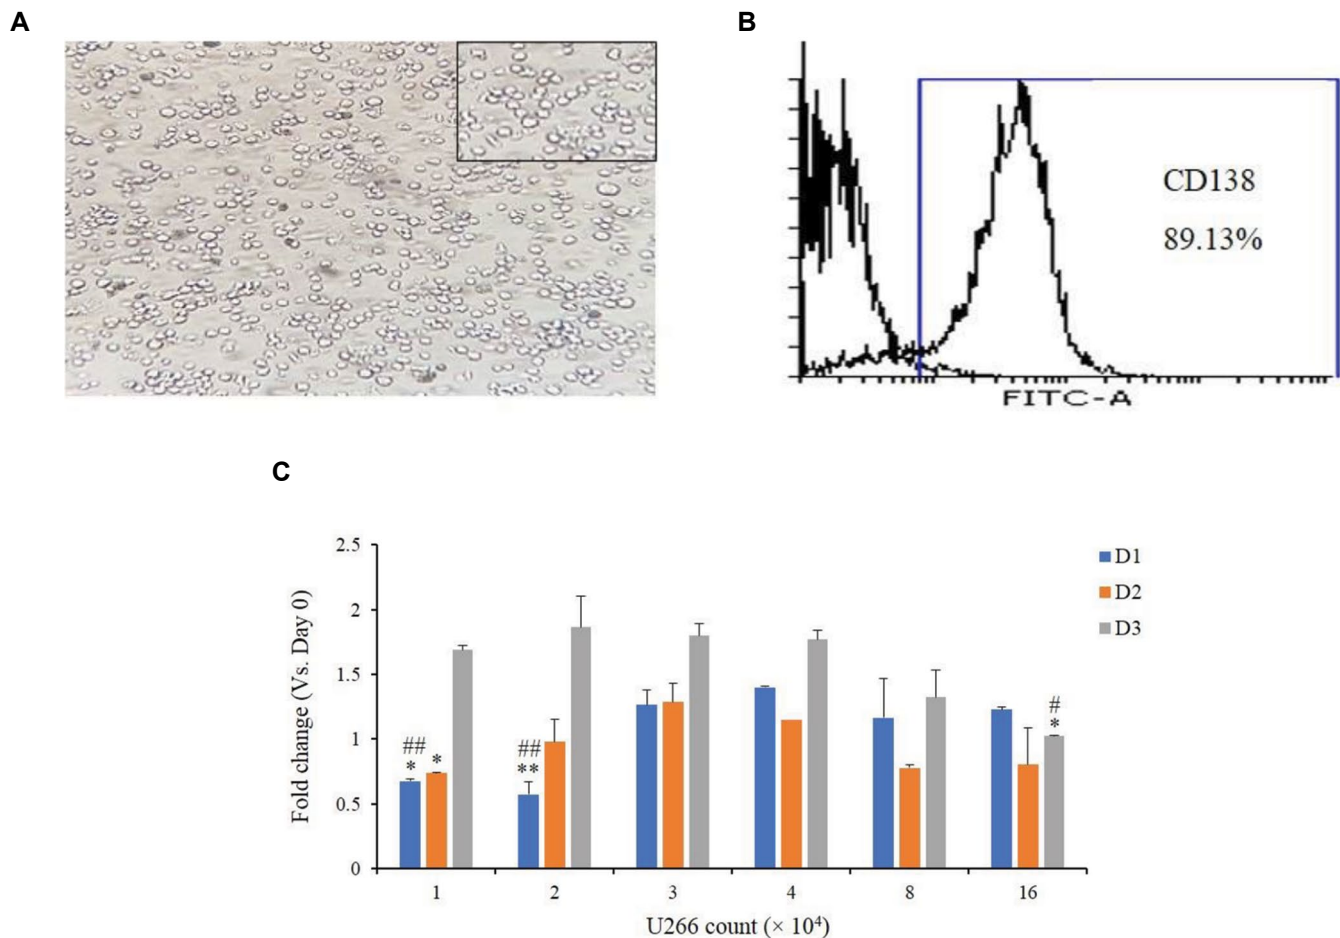 A
B
CD138
89.13%
FITC-A
C
2.5
2
1.5
1
0.5
0
Fold change (Vs. Day 0)
##
*
*
##
**
#
*
D1
D2
D3
1 2 3 4 8 16
U266 count (× 10⁴)